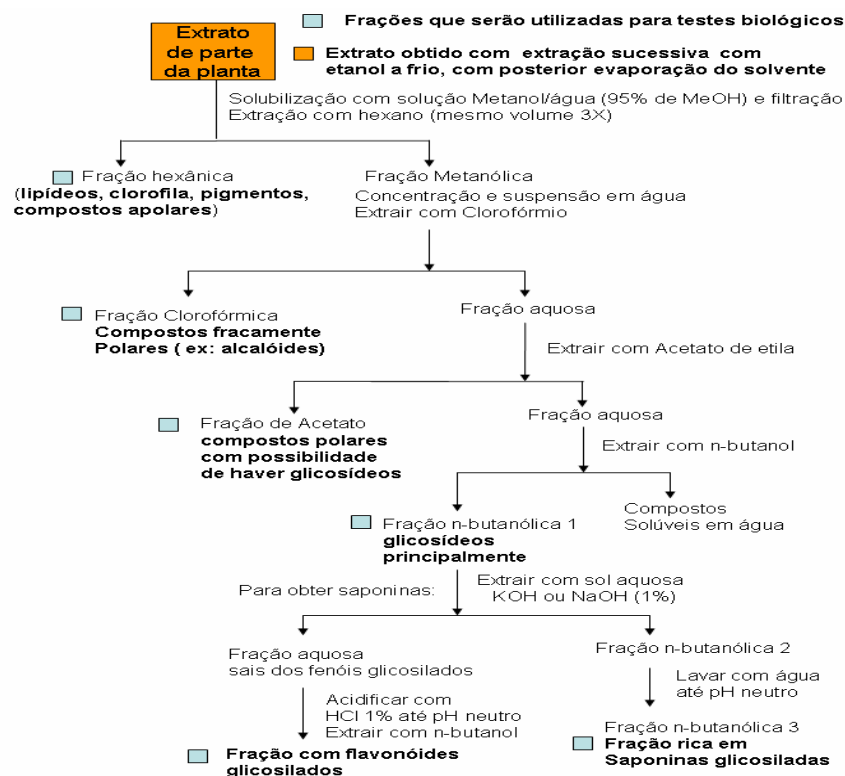 Extrato
de parte
da planta
Frações que serão utilizadas para testes biológicos
Extrato obtido com extração sucessiva com
etanol a frio, com posterior evaporação do solvente
Solubilização com solução Metanol/água (95% de MeOH) e filtração
Extração com hexano (mesmo volume 3X)
Fração hexânica
(lipídeos, clorofila, pigmentos,
compostos apolares)
Fração Metanólica
Concentração e suspensão em água
Extrair com Clorofórmio
Fração Clorofórmica
Compostos fracamente
Polares ( ex: alcalóides)
Fração aquosa
Extrair com Acetato de etila
Fração de Acetato
compostos polares
com possibilidade
de haver glicosídeos
Fração aquosa
Extrair com n-butanol
Fração n-butanólica 1
glicosídeos
principalmente
Compostos
Solúveis em água
Para obter saponinas:
Extrair com sol aquosa
KOH ou NaOH (1%)
Fração aquosa
sais dos fenóis glicosilados
Fração n-butanólica 2
Acidificar com
HCl 1% até pH neutro
Extrair com n-butanol
Lavar com água
até pH neutro
Fração com flavonóides
glicosilados
Fração n-butanólica 3
Fração rica em
Saponinas glicosiladas